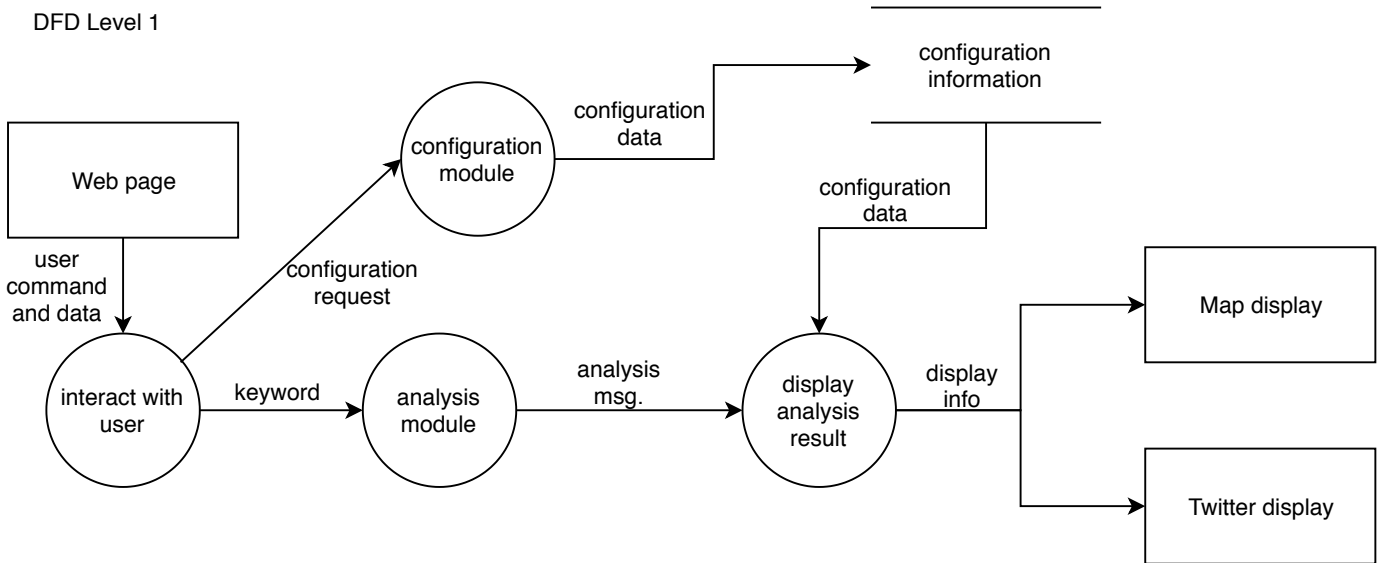 DFD Level 1
configuration
information
configuration
data
configuration
module
Web page
configuration
data
user
command
and data
configuration
request
Map display
interact with
user
keyword
analysis
module
analysis
msg.
display
analysis
result
display
info
Twitter display